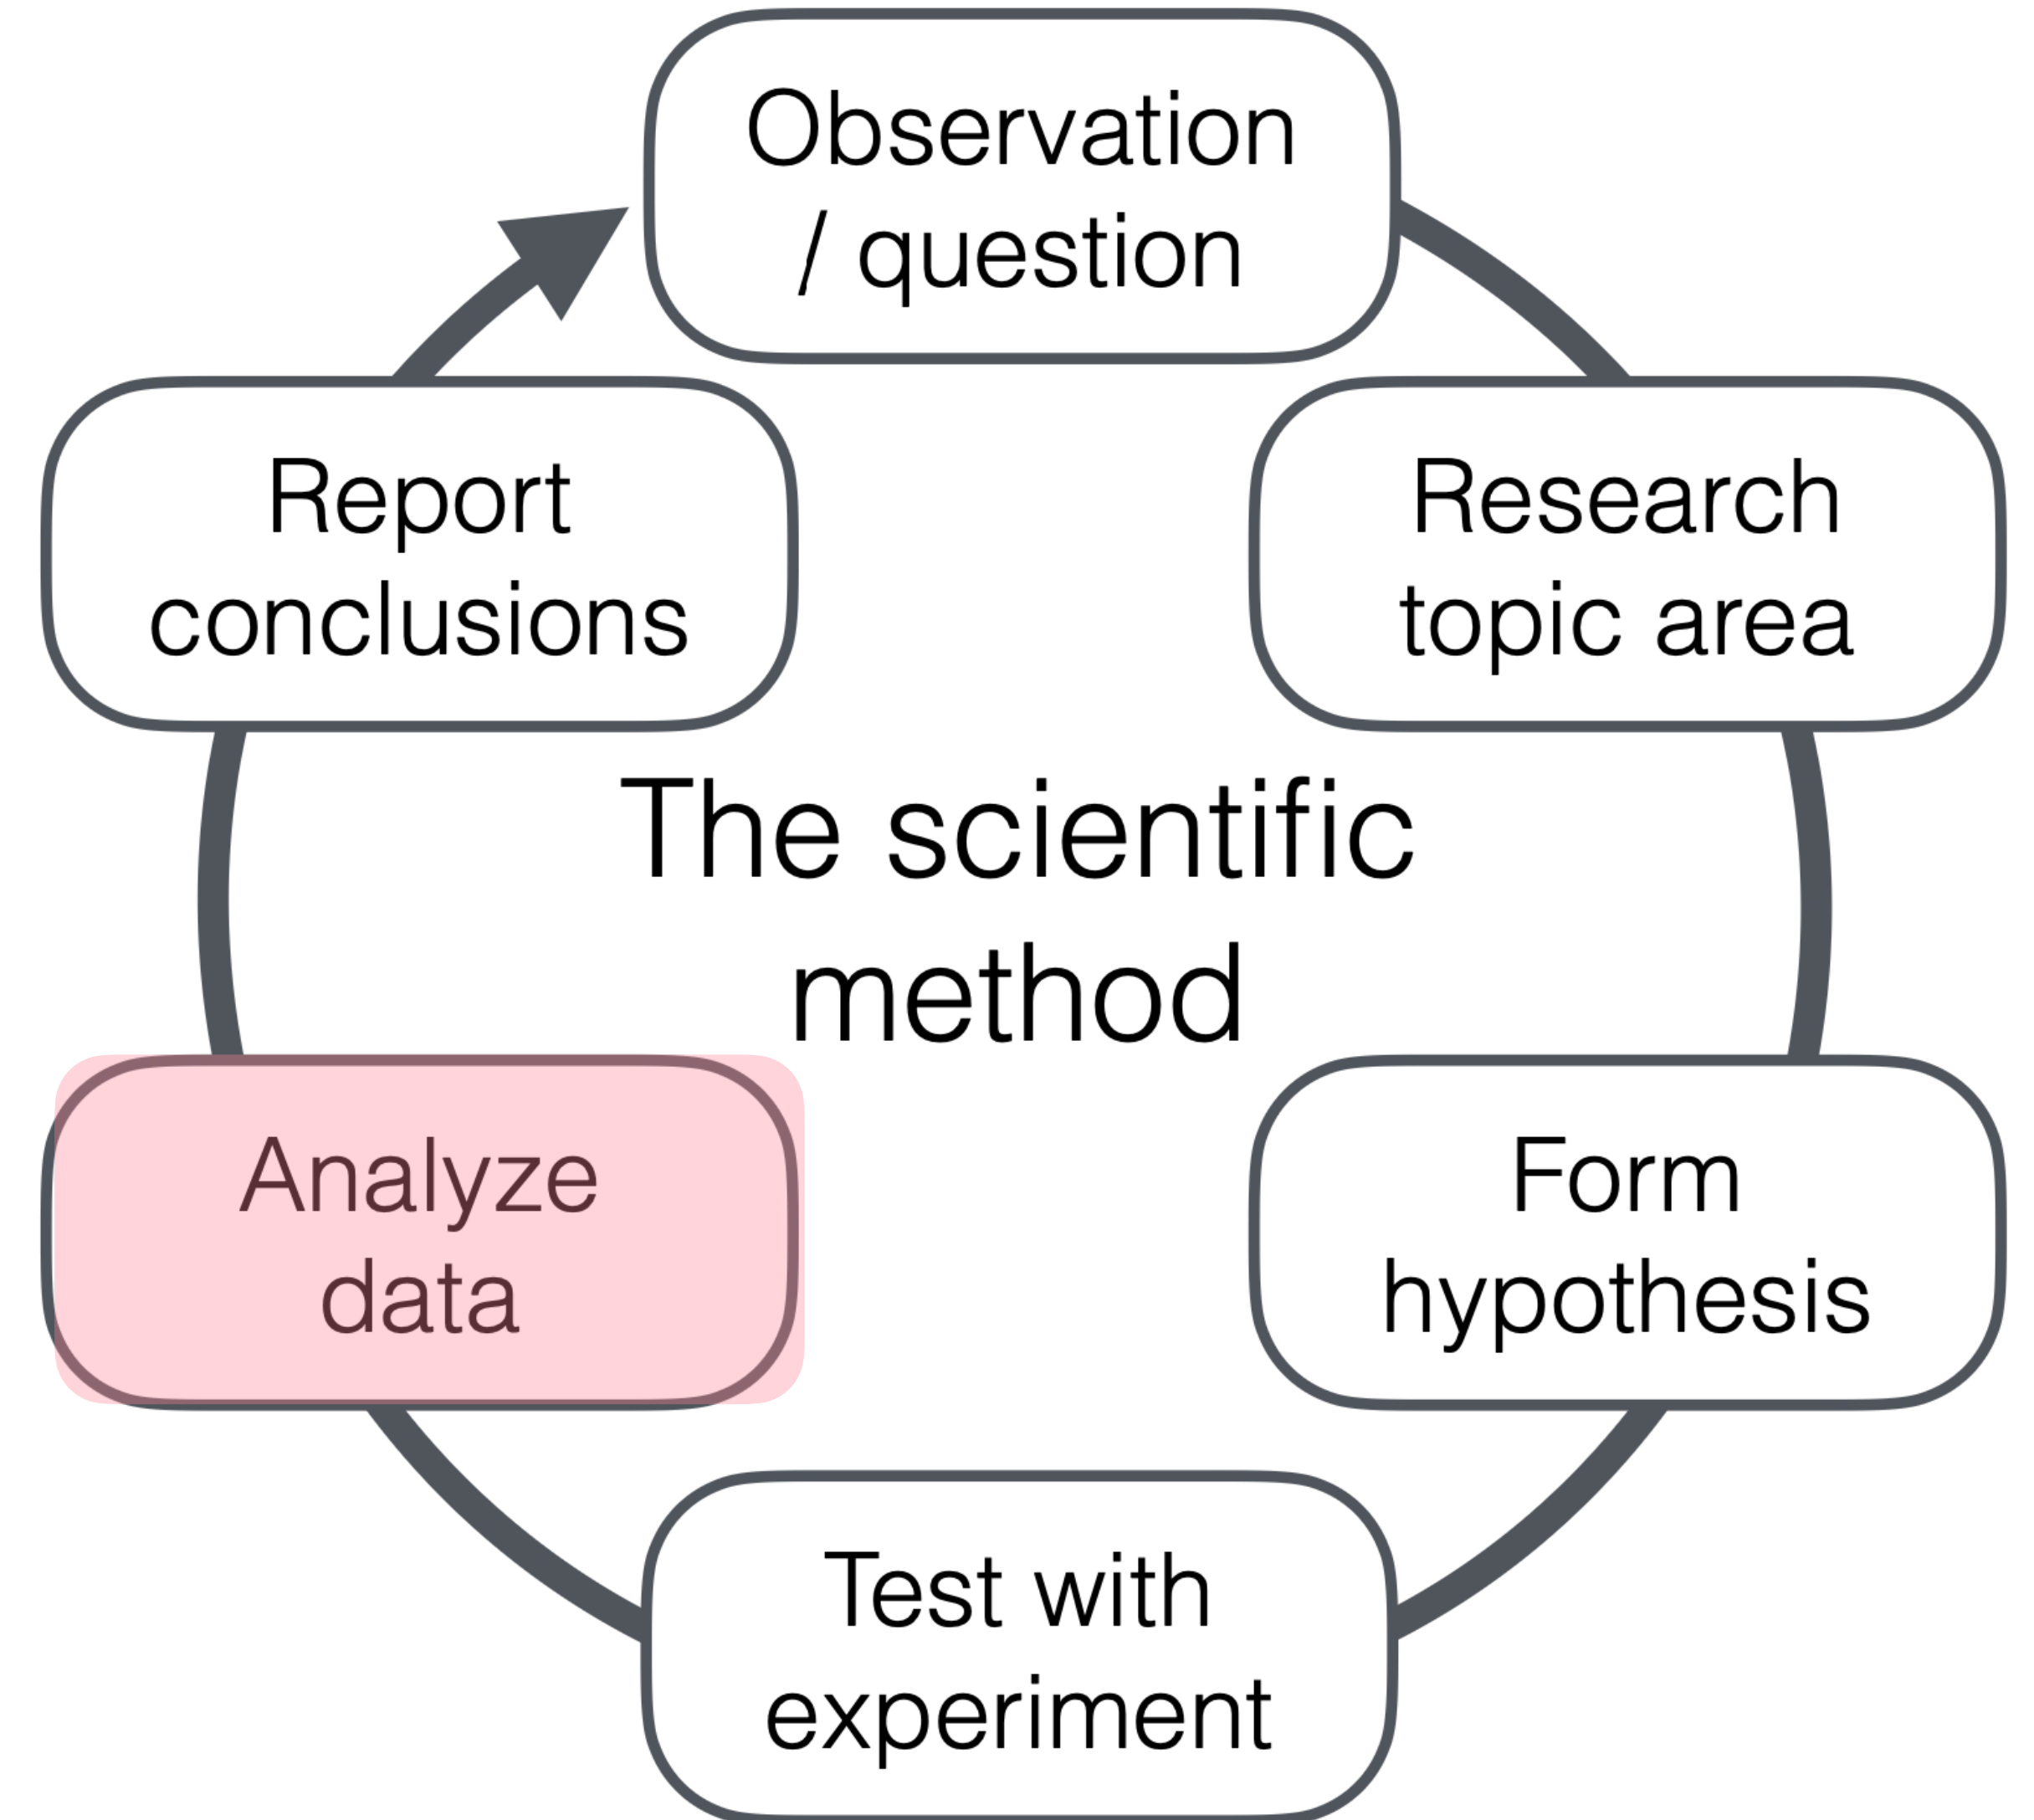 Observation
/ question
Research
topic area
Form
hypothesis
Test with
experiment
Analyze
data
Report
conclusions
The scientific
method